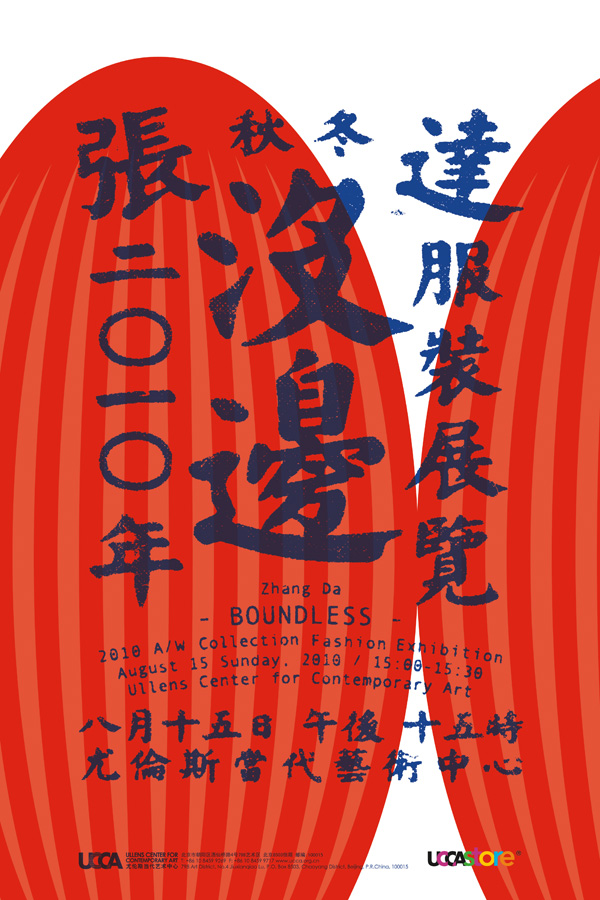 張 秋冬 達
二〇一〇年
沒邊
服裝展覽
Zhang Da
- BOUNDLESS -
2010 A/W Collection Fashion Exhibition
August 15 Sunday, 2010 / 15:00-15:30
Ullens Center for Contemporary Art
八月十五日 午後 十五時
尤倫斯當代藝術中心
UCCA
ULLENS CENTER FOR
CONTEMPORARY ART
尤伦斯当代艺术中心
UCCAstore